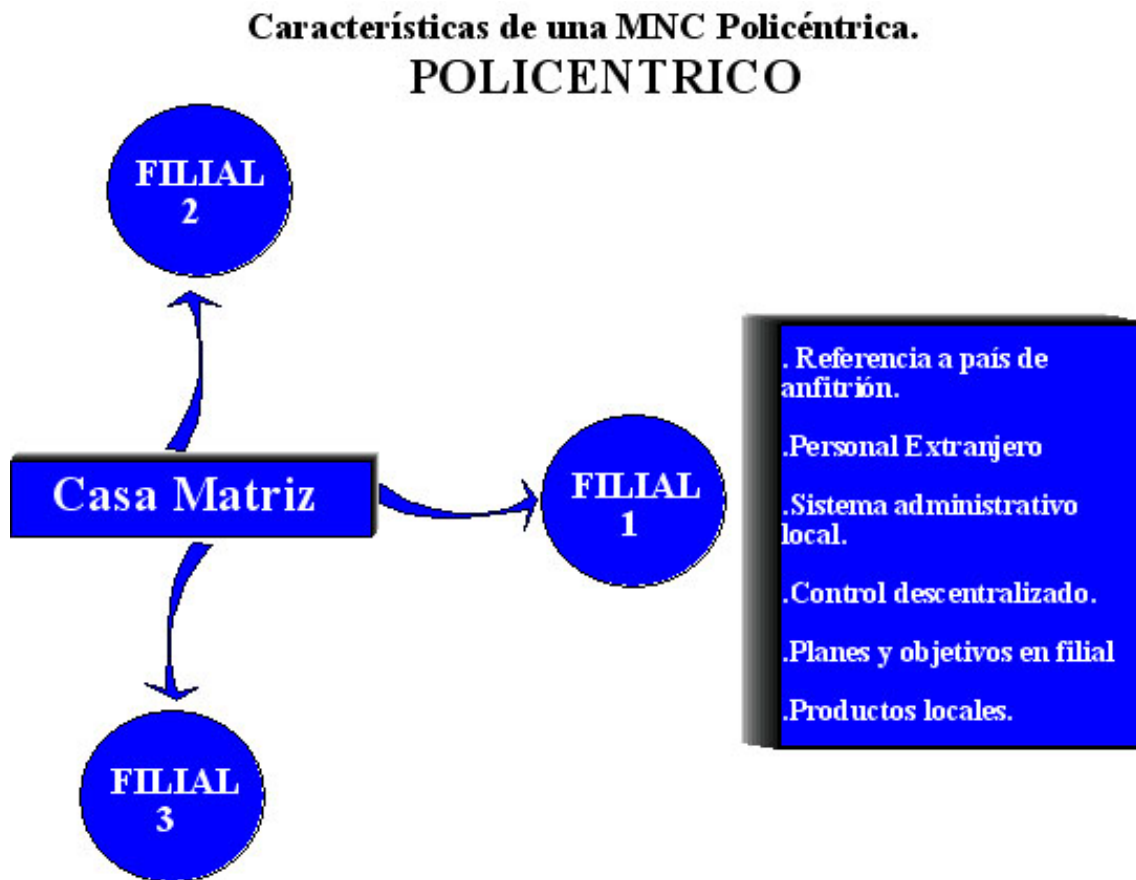 Características de una MNC Policéntrica.
POLICENTRICO
FILIAL
2
Casa Matriz
FILIAL
1
FILIAL
3
. Referencia a país de
anfitrión.
.Personal Extranjero
.Sistema administrativo
local.
.Control descentralizado.
.Planes y objetivos en filial
.Productos locales.